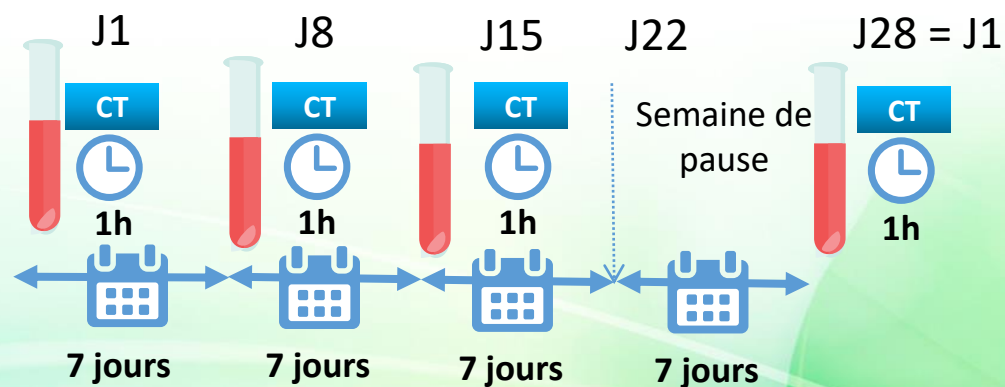 J1 J8 J15 J22 J28 = J1
CT CT CT CT
Semaine de
pause
1h 1h 1h 1h
7 jours 7 jours 7 jours 7 jours